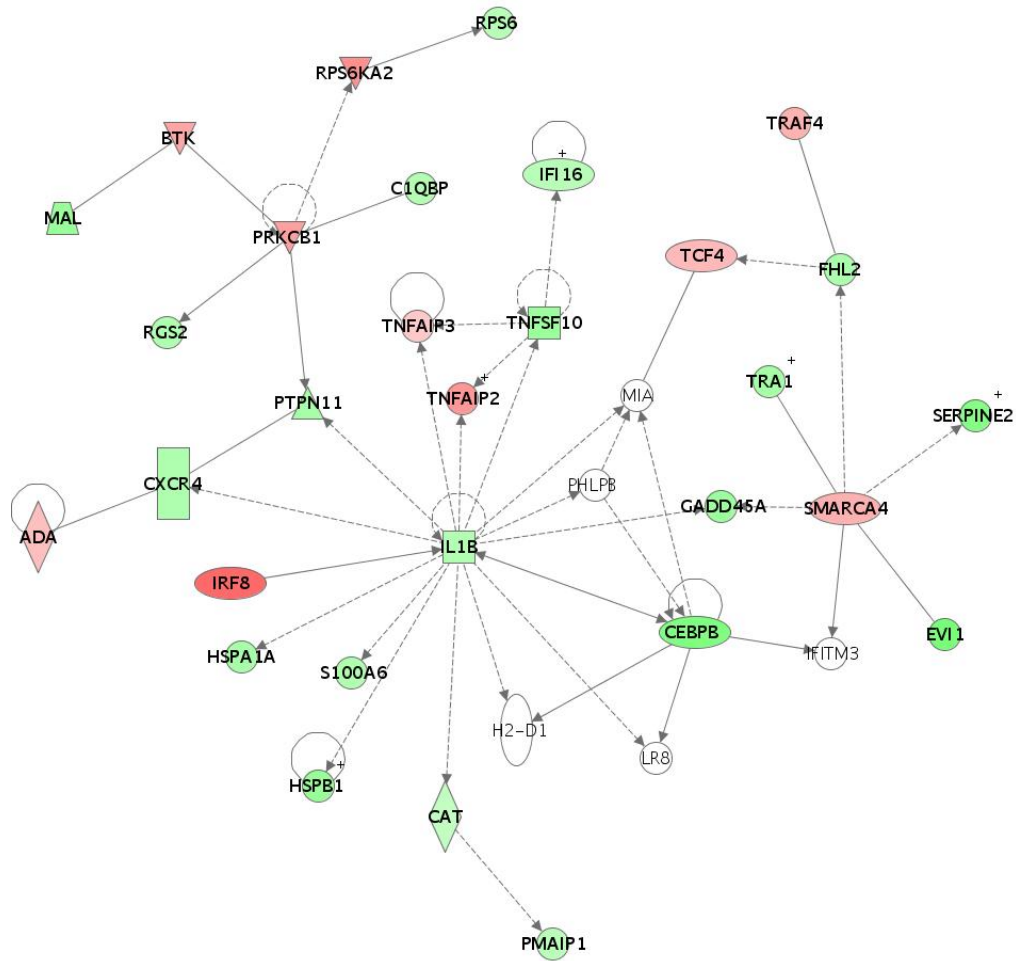 RPS6
RPS6KA2
TRAF4
BTK
+
IFI16
C1QBP
MAL
PRKCB1
TCF4
FHL2
TNFAIP3
TNFSF10
RGS2
+
TRA1
+
TNFAIP2
+
SERPINE2
MIA
PTPN11
CXCR4
PHLPB
GADD45A
SMARCA4
ADA
IL1B
IRF8
CEBPB
EVI1
HSPA1A
IFITM3
S100A6
H2-D1
LR8
+
HSPB1
CAT
PMAIP1